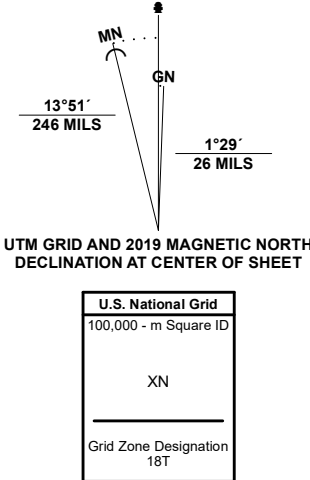 MN
GN
13°51´
246 MILS
1°29´
26 MILS
UTM GRID AND 2019 MAGNETIC NORTH
DECLINATION AT CENTER OF SHEET
U.S. National Grid
100,000 - m Square ID
XN
Grid Zone Designation
18T